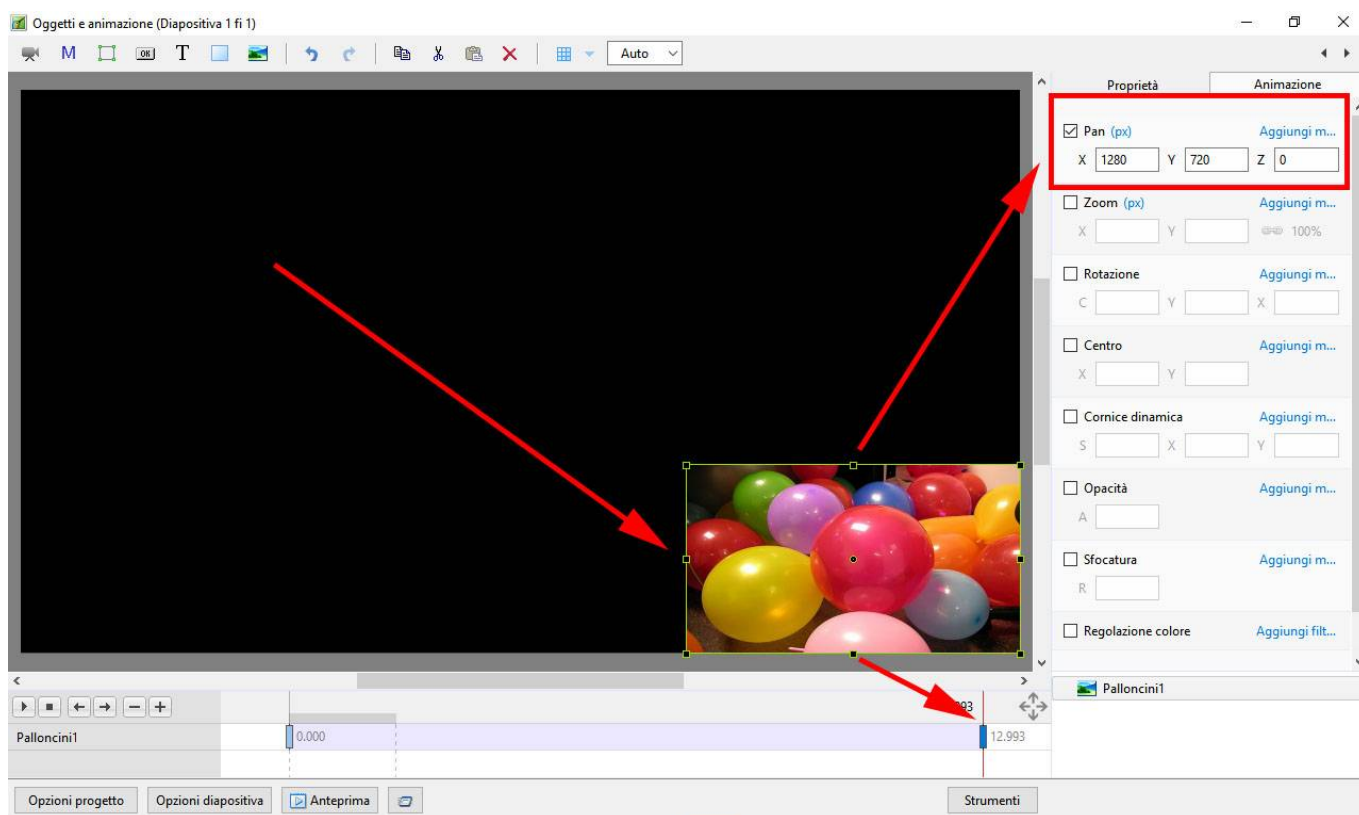 Oggetti e animazione (Diapositiva 1 fi 1)
M OK T Auto
Proprietà Animazione
Pan (px) Aggiungi m...
X 1280 Y 720 Z 0
Zoom (px) Aggiungi m...
X Y 100%
Rotazione Aggiungi m...
C Y X
Centro Aggiungi m...
X Y
Cornice dinamica Aggiungi m...
S X Y
Opacità Aggiungi m...
A
Sfocatura Aggiungi m...
R
Regolazione colore Aggiungi filt...
Palloncini1
Palloncini1 0.000 12.993
Opzioni progetto Opzioni diapositiva Anteprima Strumenti